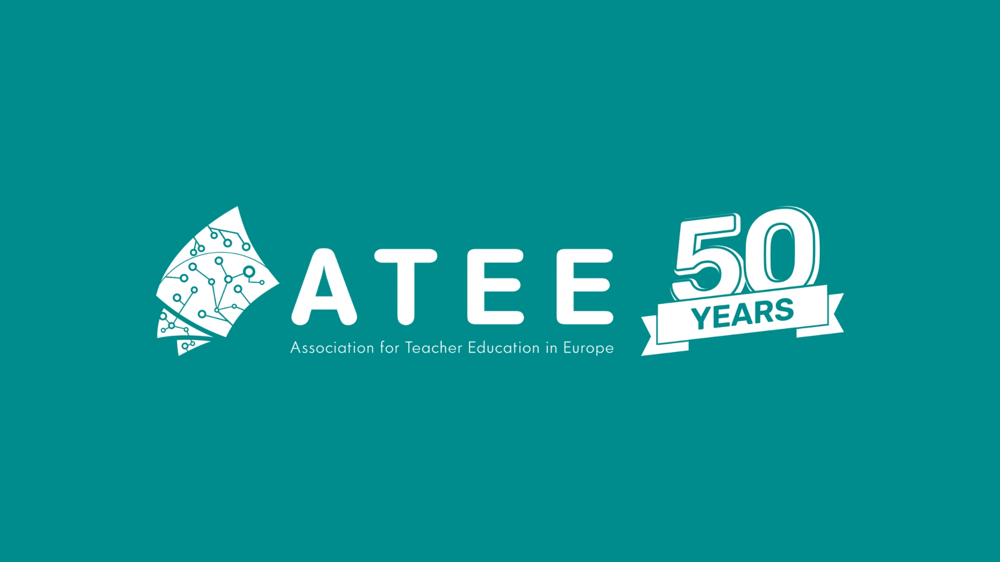 ATEE
Association for Teacher Education in Europe
50
YEARS